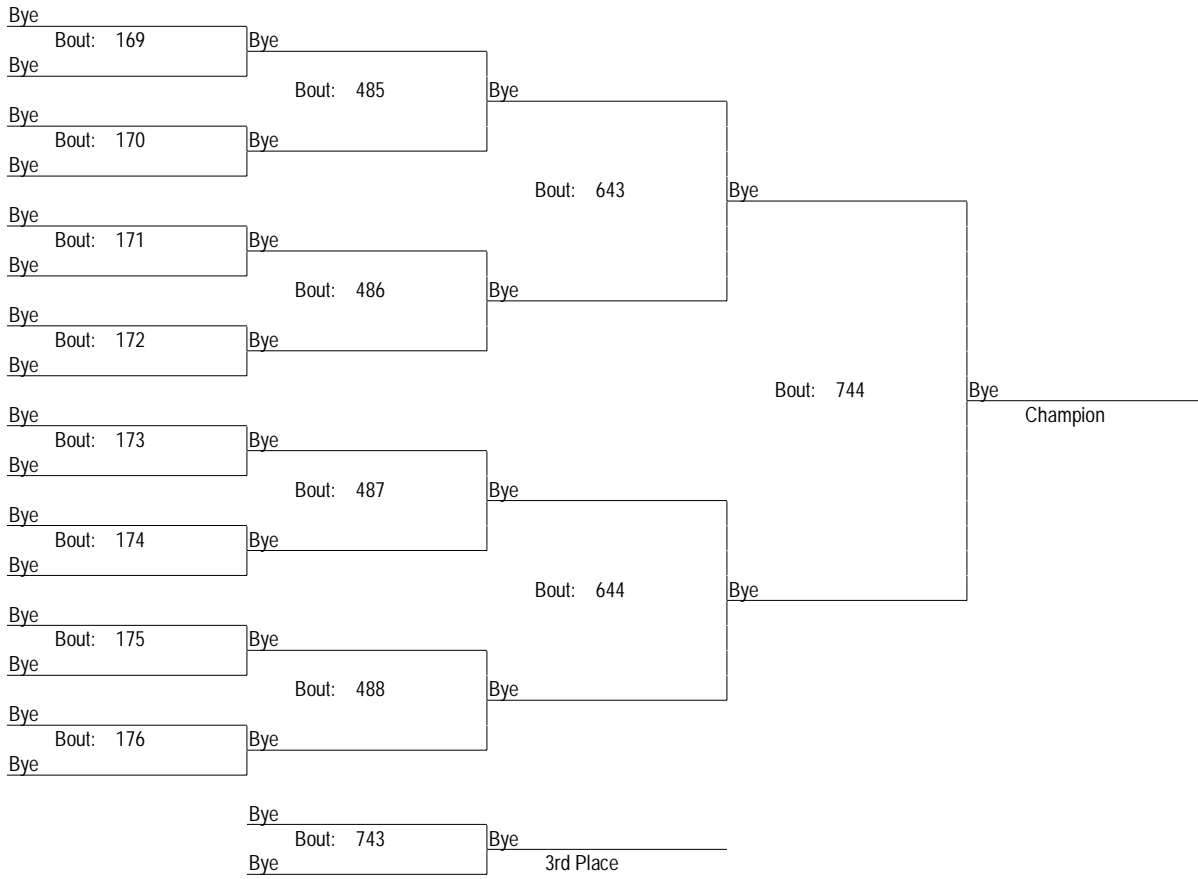 Bye
Bout: 169 Bye
Bye
Bout: 485 Bye
Bye
Bout: 170 Bye
Bye
Bout: 643 Bye
Bye
Bout: 171 Bye
Bye
Bout: 486 Bye
Bye
Bout: 172 Bye
Bye
Bout: 744 Bye
Champion
Bye
Bout: 173 Bye
Bye
Bout: 487 Bye
Bye
Bout: 174 Bye
Bye
Bout: 644 Bye
Bye
Bout: 175 Bye
Bye
Bout: 488 Bye
Bye
Bout: 176 Bye
Bye
Bye
Bout: 743 Bye
Bye 3rd Place